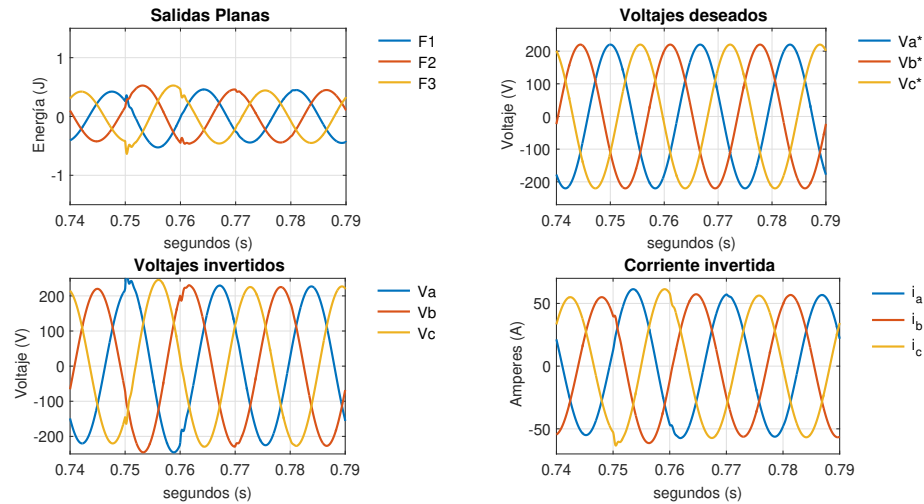 Salidas Planas
F1
F2
F3
Energía (J)
1
0
-1
0.74 0.75 0.76 0.77 0.78 0.79
segundos (s)
Voltajes deseados
Va*
Vb*
Vc*
Voltaje (V)
200
100
0
-100
-200
0.74 0.75 0.76 0.77 0.78 0.79
segundos (s)
Voltajes invertidos
Va
Vb
Vc
Voltaje (V)
200
100
0
-100
-200
0.74 0.75 0.76 0.77 0.78 0.79
segundos (s)
Corriente invertida
i_a
i_b
i_c
Amperes (A)
50
0
-50
0.74 0.75 0.76 0.77 0.78 0.79
segundos (s)